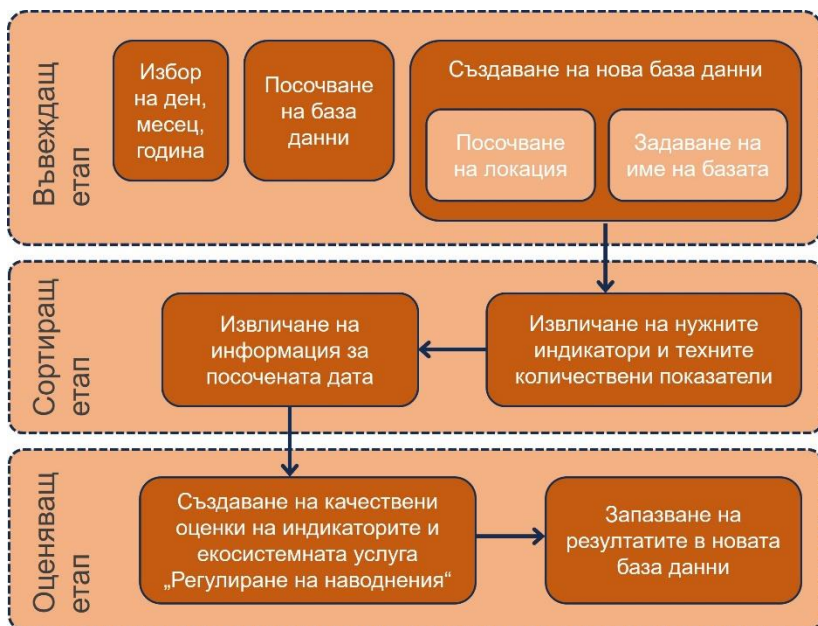 Въвеждащ
етап
Избор
на ден,
месец,
година
Посочване
на база
данни
Създаване на нова база данни
Посочване
на локация
Задаване на
име на базата
Сортиращ
етап
Извличане на
информация за
посочената дата
Извличане на нужните
индикатори и техните
количествени показатели
Оценяващ
етап
Създаване на качествени
оценки на индикаторите и
екосистемната услуга
„Регулиране на наводнения“
Запазване на
резултатите в новата
база данни